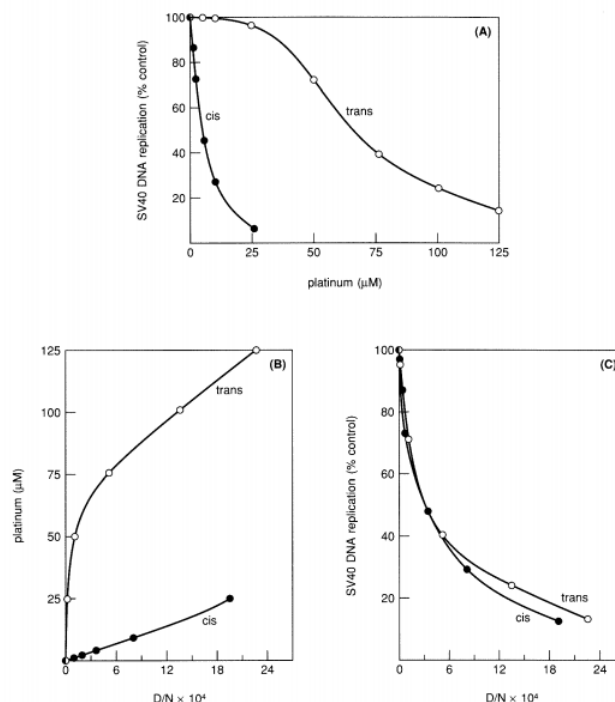 (A)
SV40 DNA replication (% control)
100
80
60
40
20
cis
trans
0 25 50 75 100 125
platinum (μM)
(B)
platinum (μM)
125
100
75
50
25
trans
cis
0 6 12 18 24
D/N × 10⁴
(C)
SV40 DNA replication (% control)
100
80
60
40
20
trans
cis
0 6 12 18 24
D/N × 10⁴